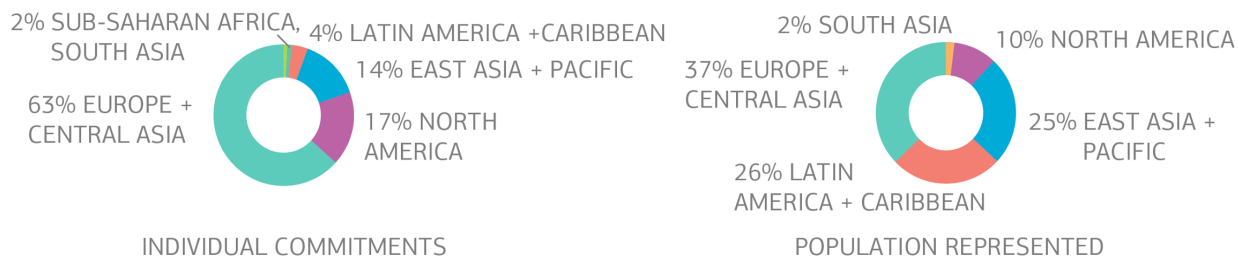 2% SUB-SAHARAN AFRICA,
SOUTH ASIA
4% LATIN AMERICA +CARIBBEAN
14% EAST ASIA + PACIFIC
63% EUROPE +
CENTRAL ASIA
17% NORTH
AMERICA
INDIVIDUAL COMMITMENTS
2% SOUTH ASIA
10% NORTH AMERICA
37% EUROPE +
CENTRAL ASIA
25% EAST ASIA +
PACIFIC
26% LATIN
AMERICA + CARIBBEAN
POPULATION REPRESENTED